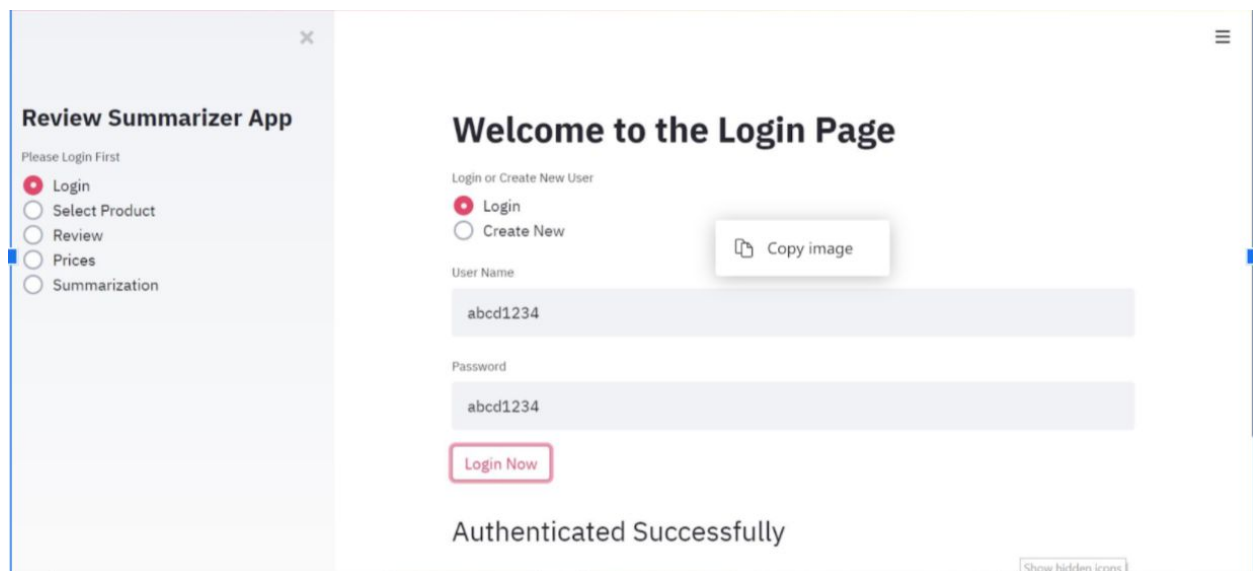 Review Summarizer App
Please Login First
Login
Select Product
Review
Prices
Summarization
Welcome to the Login Page
Login or Create New User
Login
Create New
Copy image
User Name
abcd1234
Password
abcd1234
Login Now
Authenticated Successfully
Show hidden icons